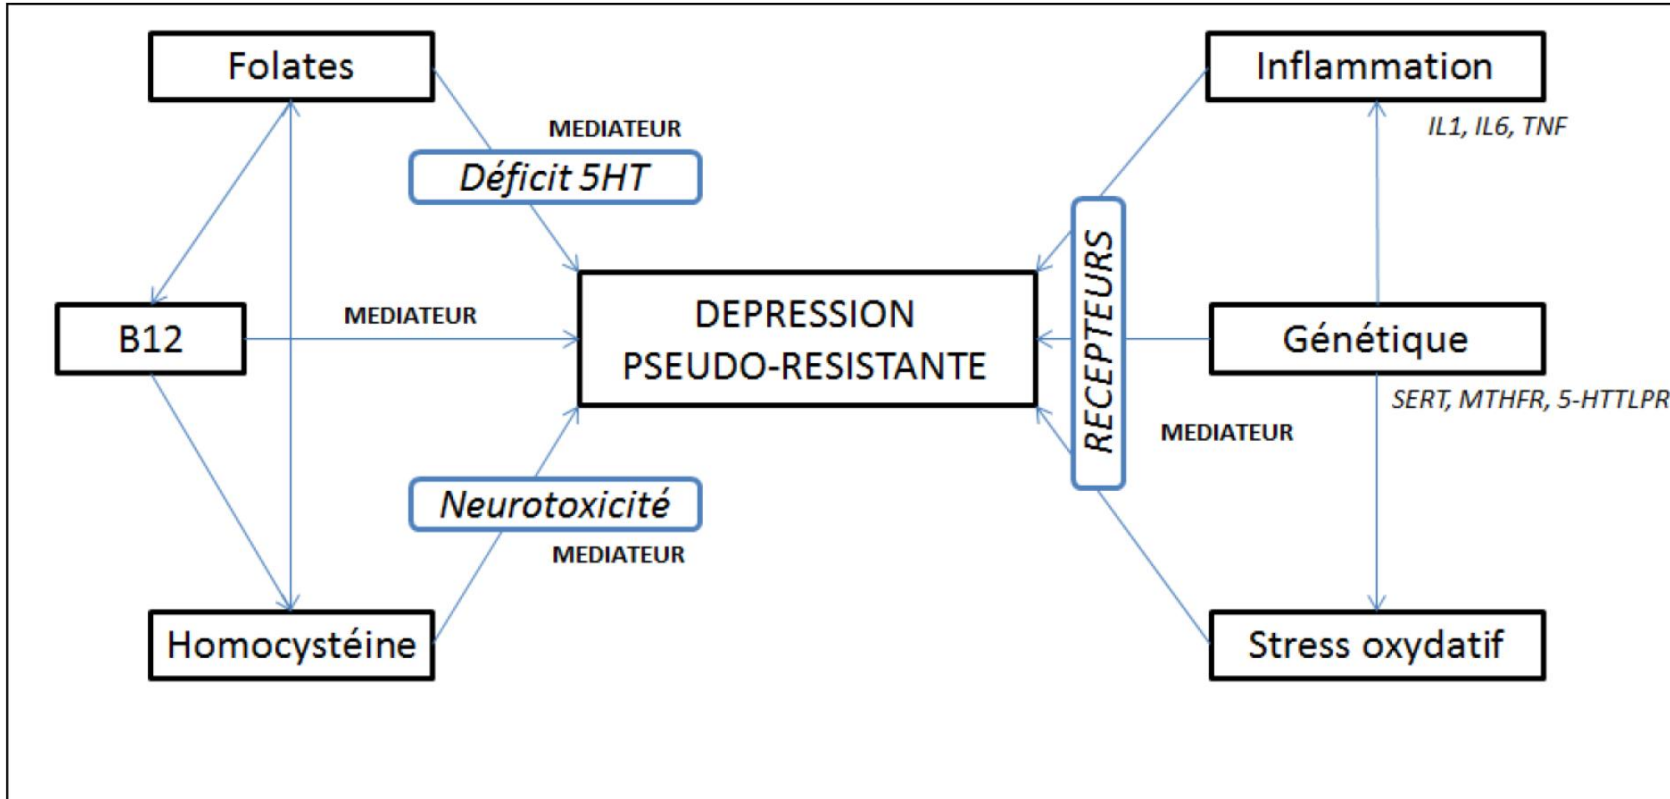 Folates
MEDIATEUR
Déficit 5HT
B12
MEDIATEUR
Neurotoxicité
MEDIATEUR
Homocystéine
DEPRESSION
PSEUDO-RESISTANTE
RECEPTEURS
Inflammation
IL1, IL6, TNF
Génétique
SERT, MTHFR, 5-HTTLPR
MEDIATEUR
Stress oxydatif